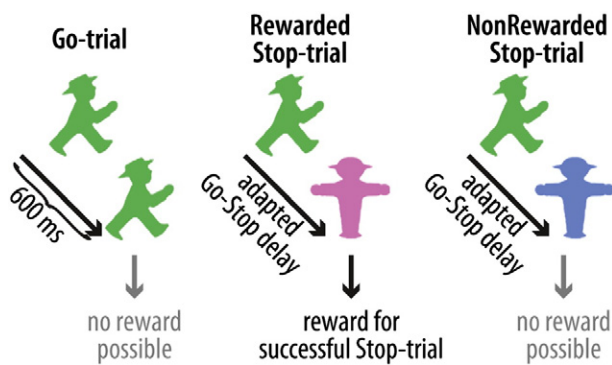 Go-trial
600 ms
no reward
possible
Rewarded
Stop-trial
adapted
Go-Stop delay
reward for
successful Stop-trial
NonRewarded
Stop-trial
adapted
Go-Stop delay
no reward
possible